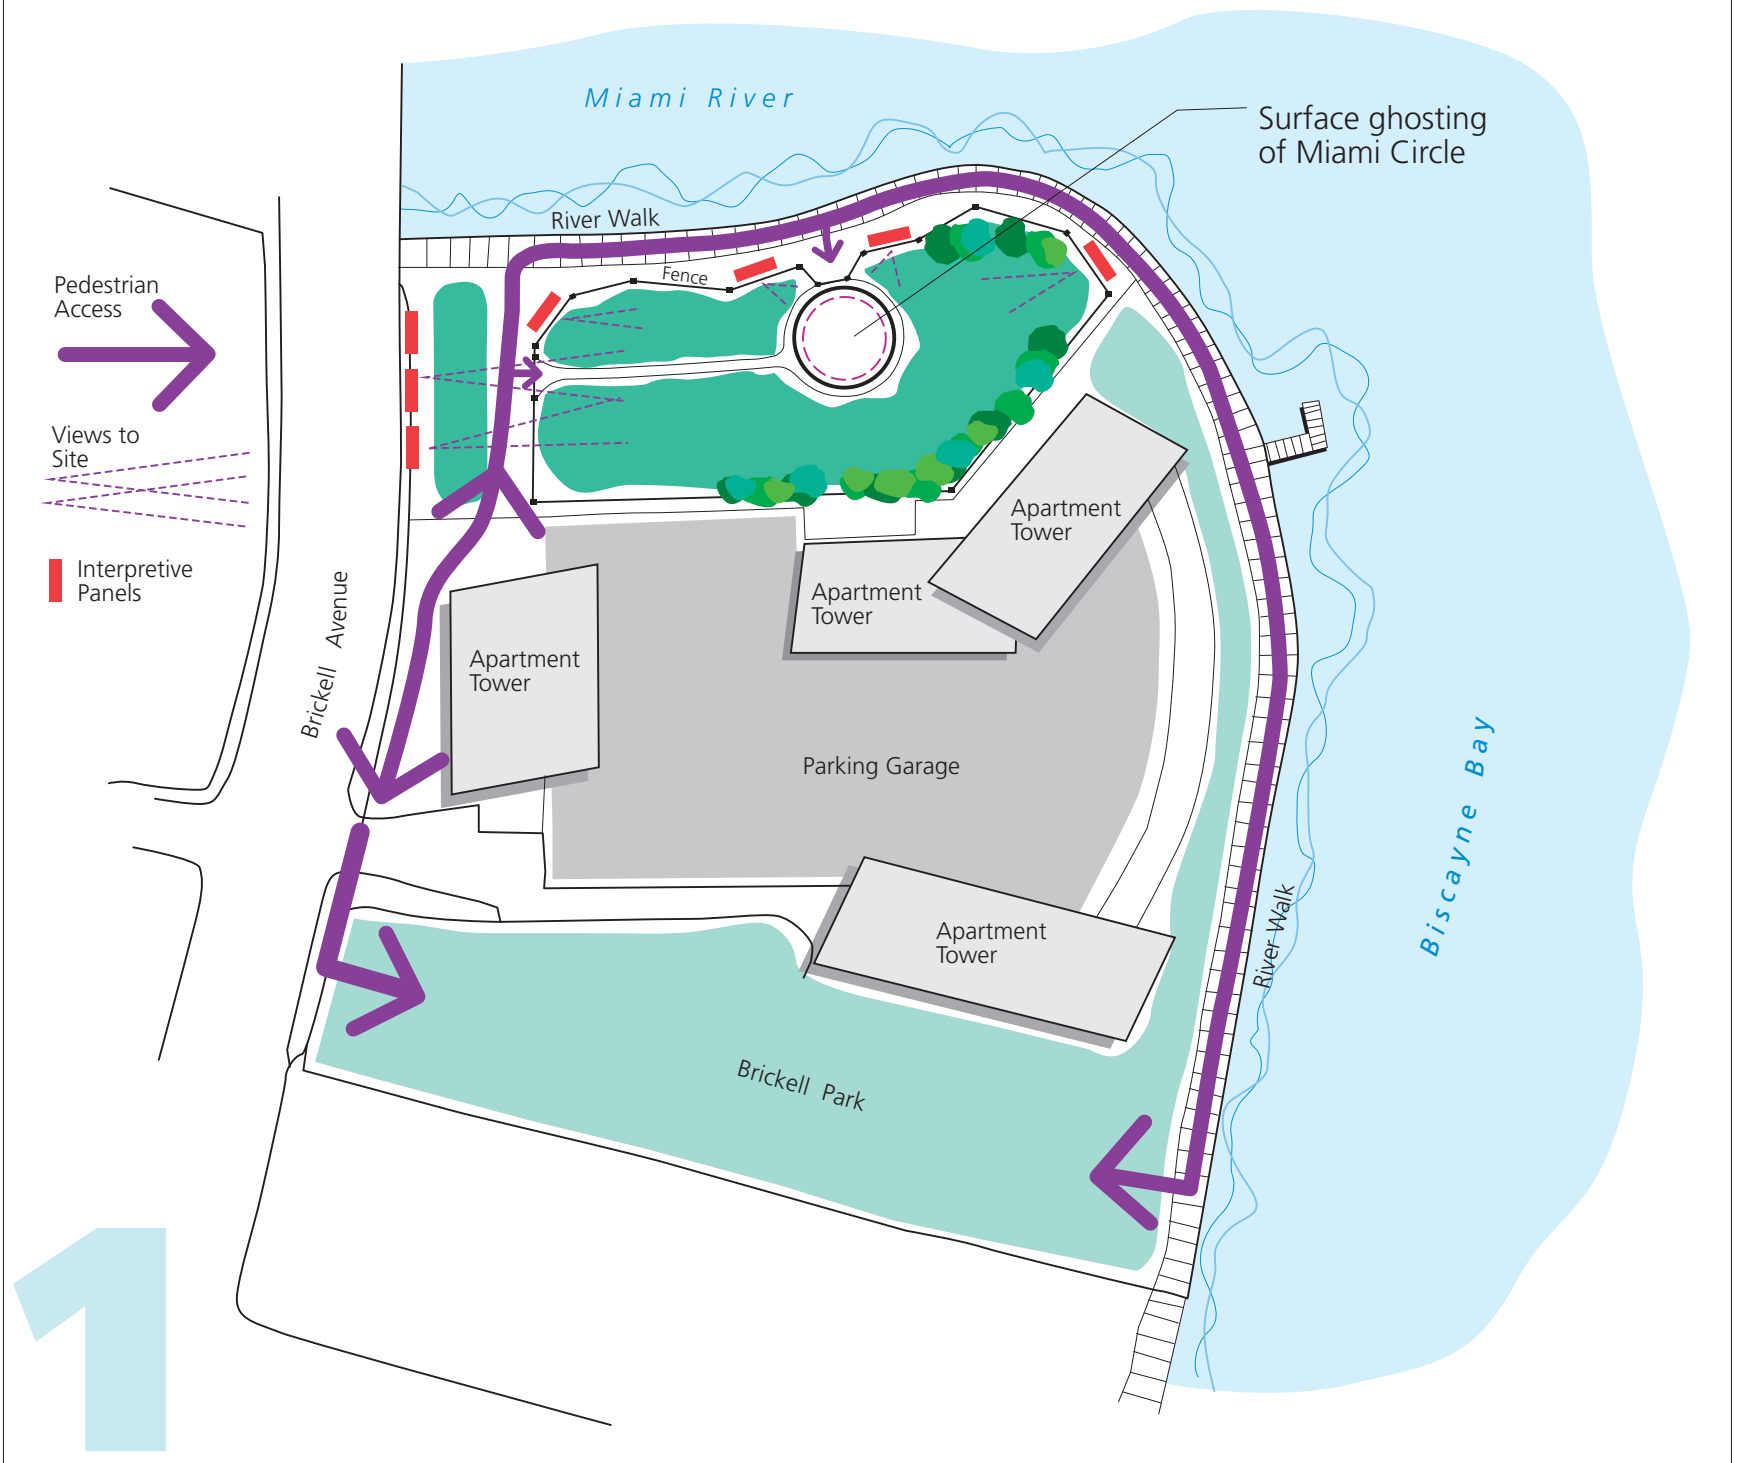 Miami River
Surface ghosting
of Miami Circle
River Walk
Fence
Pedestrian
Access
Views to
Site
Interpretive
Panels
Brickell Avenue
Apartment
Tower
Apartment
Tower
Apartment
Tower
Parking Garage
Apartment
Tower
River Walk
Biscayne Bay
Brickell Park
1